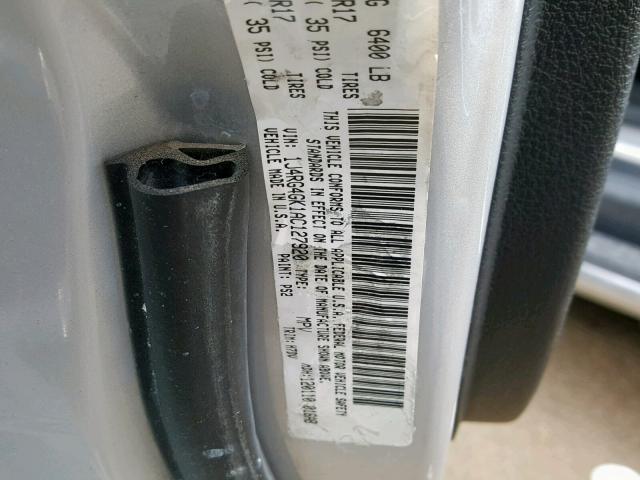 G 6400 LB
R17 TIRES
( 35 PSI) COLD
R17 TIRES
( 35 PSI) COLD
THIS VEHICLE CONFORMS TO ALL APPLICABLE U.S.A. FEDERAL MOTOR VEHICLE SAFETY
STANDARDS IN EFFECT ON THE DATE OF MANUFACTURE SHOWN ABOVE.
VIN: 1J4RG4GK1AC127920 TYPE: MPV
VEHICLE MADE IN U.S.A. PAINT: PS2 TRIM: